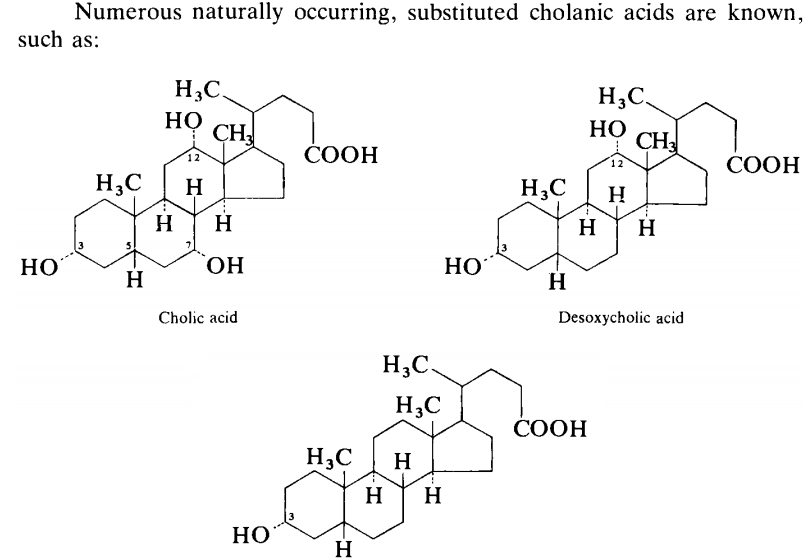 Numerous naturally occurring, substituted cholanic acids are known,
such as:
H₃C
HO
CH₃
12
COOH
H₃C
H
H
H
3
5
7
HO
OH
H
Cholic acid
H₃C
HO
CH₃
12
COOH
H₃C
H
H
H
3
HO
H
Desoxycholic acid
H₃C
H₃C
COOH
H₃C
H
H
H
3
HO
H